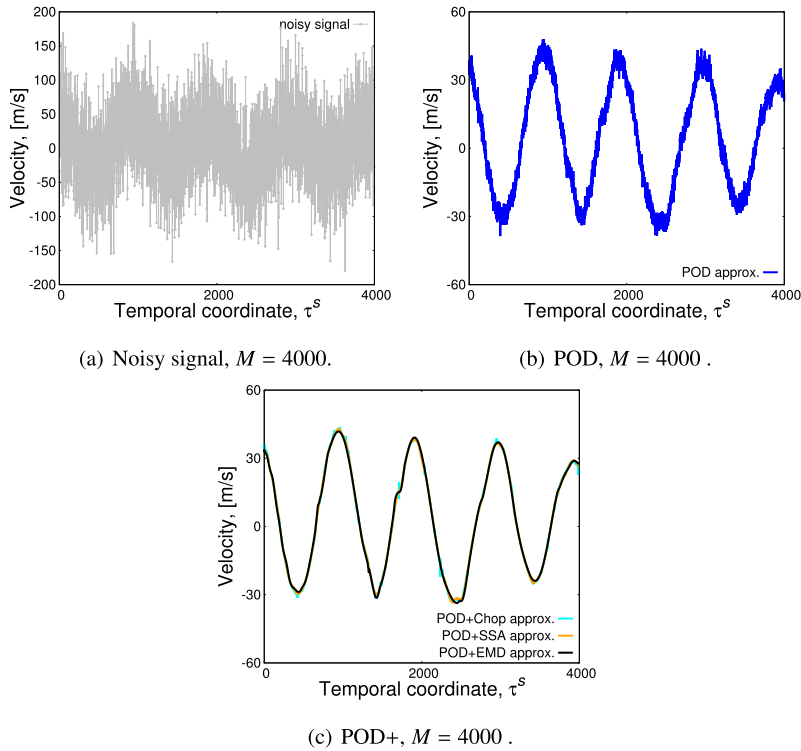 200
150
100
50
0
-50
-100
-150
-200
Velocity, [m/s]
noisy signal
0
2000
4000
Temporal coordinate, τˢ
(a) Noisy signal, M = 4000.
60
30
0
-30
-60
Velocity, [m/s]
POD approx.
0
2000
4000
Temporal coordinate, τˢ
(b) POD, M = 4000 .
60
30
0
-30
-60
Velocity, [m/s]
POD+Chop approx.
POD+SSA approx.
POD+EMD approx.
0
2000
4000
Temporal coordinate, τˢ
(c) POD+, M = 4000 .